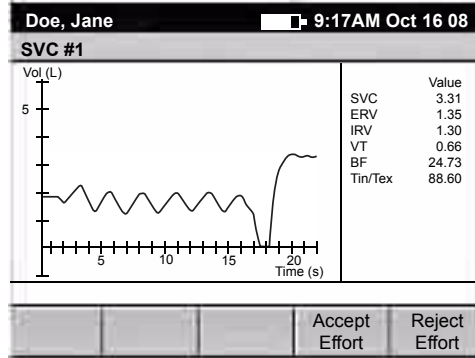 Doe, Jane 9:17AM Oct 16 08
SVC #1
Vol (L)
5
5 10 15 20
Time (s)
Value
SVC 3.31
ERV 1.35
IRV 1.30
VT 0.66
BF 24.73
Tin/Tex 88.60
Accept Effort
Reject Effort